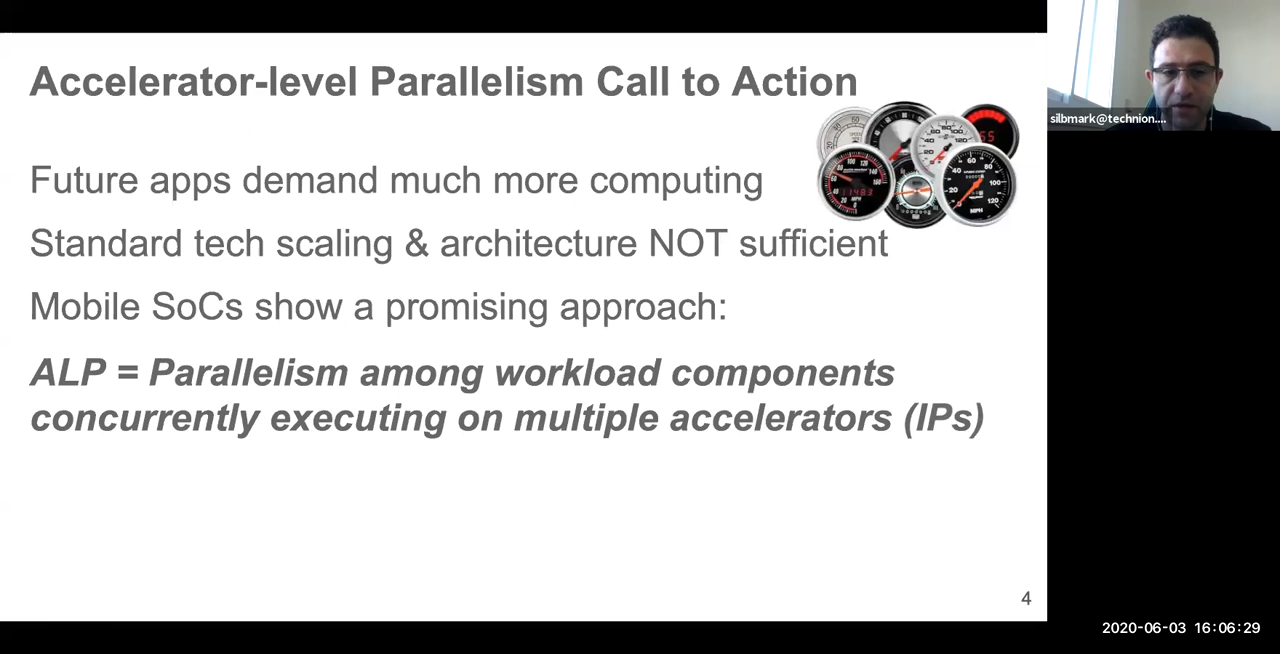 Accelerator-level Parallelism Call to Action
Future apps demand much more computing
Standard tech scaling & architecture NOT sufficient
Mobile SoCs show a promising approach:
ALP = Parallelism among workload components
concurrently executing on multiple accelerators (IPs)
4
silbmark@technion....
2020-06-03 16:06:29